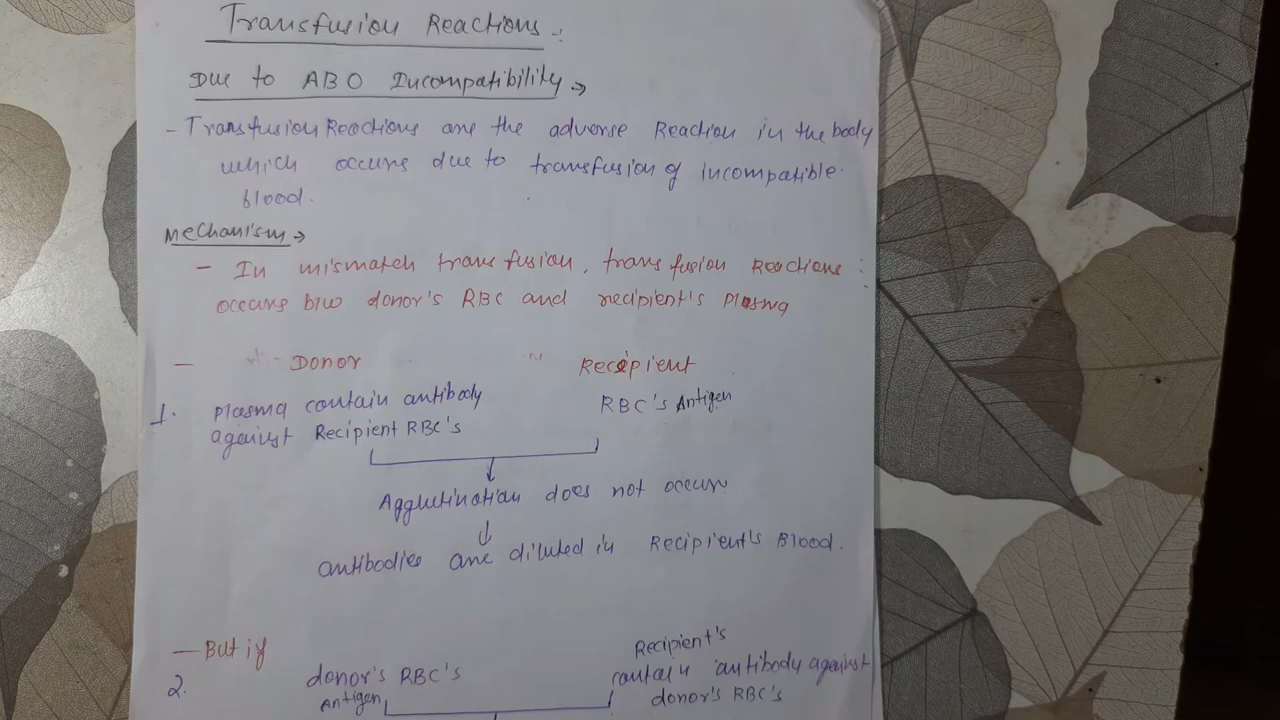 Transfusion Reactions :
Due to ABO Incompatibility →
- Transfusion Reactions are the adverse Reaction in the body
which occurs due to transfusion of incompatible
blood.
Mechanism →
- In mismatch transfusion, transfusion Reactions :
occurs b/w donor's RBC and recipient's Plasma
- Donor Recipient
1. Plasma contain antibody RBC's Antigen
against Recipient RBC's
Agglutination does not occurs
↓
antibodies are diluted in Recipient's Blood.
- But if Recipient's
2. donor's RBC's contain antibody against
Antigen donor's RBC's